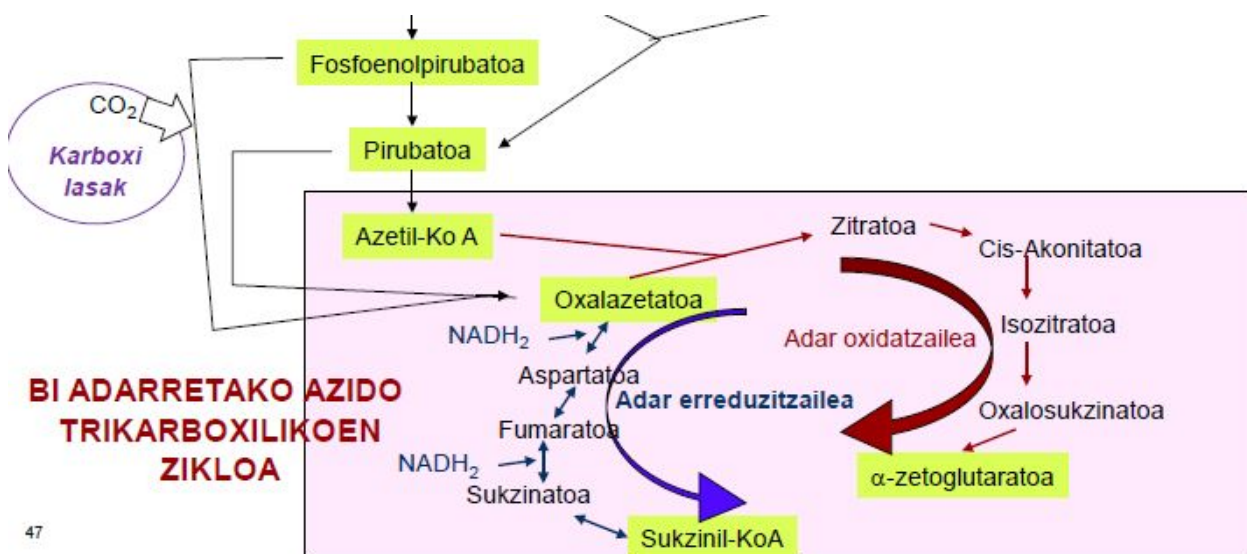 Fosfoenolpirubatoa
CO₂
Karboxi
lasak
Pirubatoa
Azetil-Ko A
Zitratoa
Cis-Akonitatoa
Oxalazetatoa
NADH₂
Isozitratoa
Adar oxidatzailea
Aspartatoa
BI ADARRETAKO AZIDO
TRIKARBOXILIKOEN
ZIKLOA
Adar erreduzitzailea
Oxalosukzinatoa
Fumaratoa
NADH₂
α-zetoglutaratoa
Sukzinatoa
Sukzinil-KoA
47